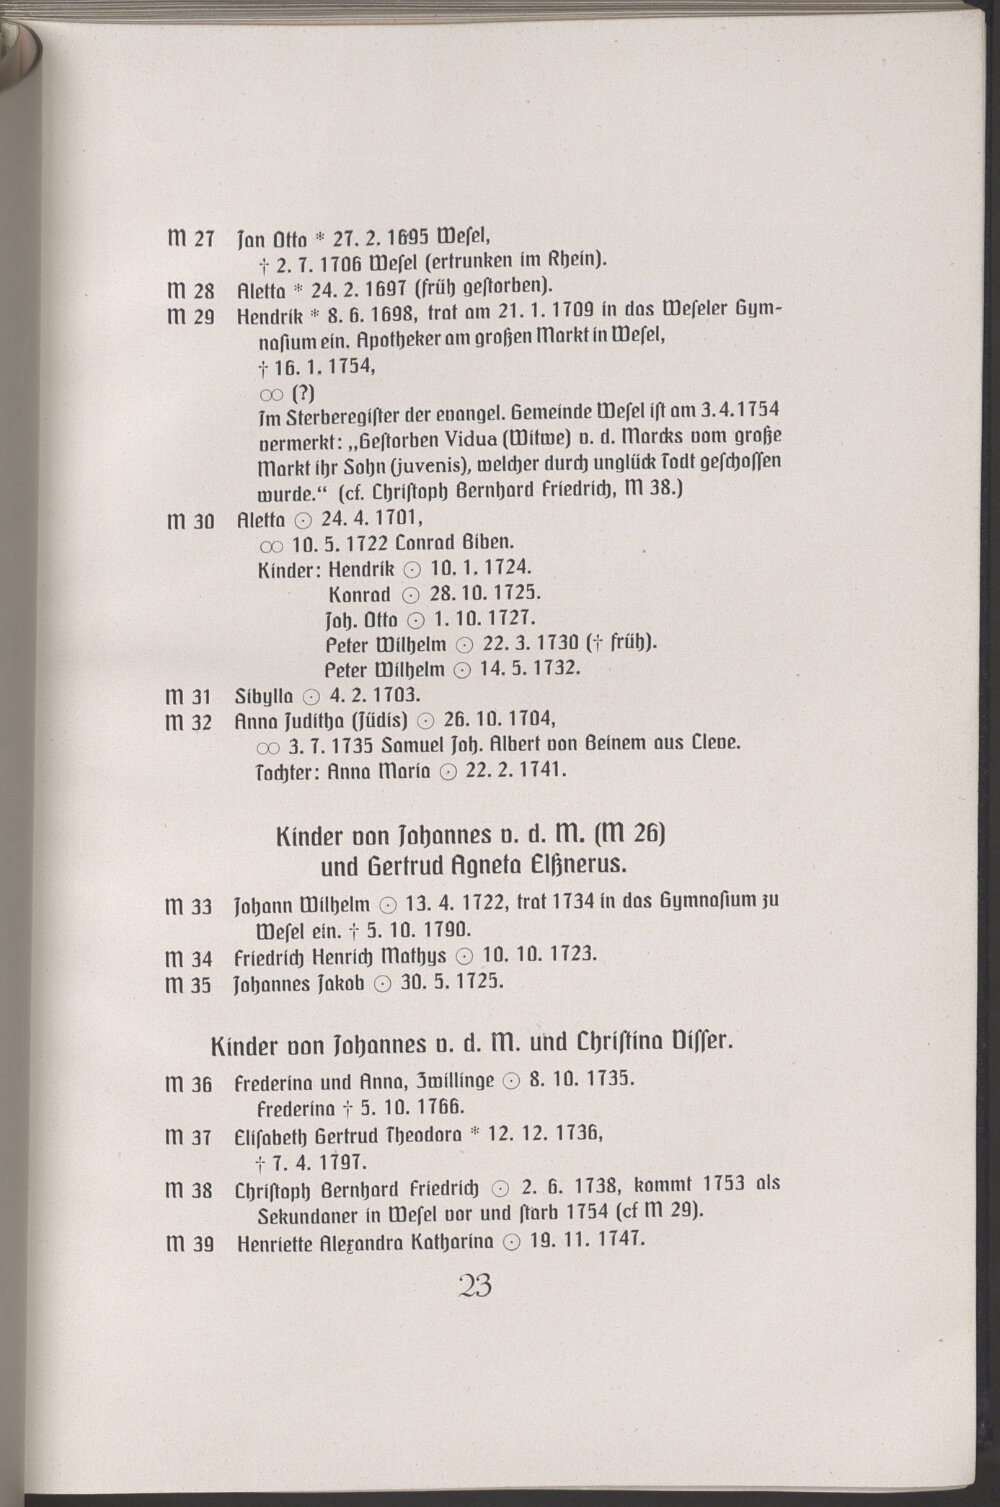 M 27 Jan Otto * 27. 2. 1695 Weſel,
† 2. 7. 1706 Weſel (ertrunken im Rhein).
M 28 Aletta * 24. 2. 1697 (früh geſtorben).
M 29 Hendrik * 8. 6. 1698, trat am 21. 1. 1709 in das Weſeler Gym-
naſium ein. Apotheker am großen Markt in Weſel,
† 16. 1. 1754,
○○ (?)
Im Sterberegiſter der evangel. Gemeinde Weſel iſt am 3. 4. 1754
vermerkt: „Geſtorben Vidua (Witwe) v. d. Marcks vom große
Markt ihr Sohn (juvenis), welcher durch unglück Todt geſchoſſen
wurde.“ (cf. Chriſtoph Bernhard Friedrich, M 38.)
M 30 Aletta ⊙ 24. 4. 1701,
○○ 10. 5. 1722 Conrad Biben.
Kinder: Hendrik ⊙ 10. 1. 1724.
Konrad ⊙ 28. 10. 1725.
Joh. Otto ⊙ 1. 10. 1727.
Peter Wilhelm ⊙ 22. 3. 1730 († früh).
Peter Wilhelm ⊙ 14. 5. 1732.
M 31 Sibylla ⊙ 4. 2. 1703.
M 32 Anna Juditha (Jüdis) ⊙ 26. 10. 1704,
○○ 3. 7. 1735 Samuel Joh. Albert von Beinem aus Cleve.
Tochter: Anna Maria ⊙ 22. 2. 1741.
Kinder von Johannes v. d. M. (M 26)
und Gertrud Agneta Elßnerus.
M 33 Johann Wilhelm ⊙ 13. 4. 1722, trat 1734 in das Gymnaſium zu
Weſel ein. † 5. 10. 1790.
M 34 Friedrich Henrich Mathys ⊙ 10. 10. 1723.
M 35 Johannes Jakob ⊙ 30. 5. 1725.
Kinder von Johannes v. d. M. und Chriſtina Diſſer.
M 36 Frederina und Anna, Zwillinge ⊙ 8. 10. 1735.
Frederina † 5. 10. 1766.
M 37 Eliſabeth Gertrud Theodora * 12. 12. 1736,
† 7. 4. 1797.
M 38 Chriſtoph Bernhard Friedrich ⊙ 2. 6. 1738, kommt 1753 als
Sekundaner in Weſel vor und ſtarb 1754 (cf M 29).
M 39 Henriette Alexandra Katharina ⊙ 19. 11. 1747.
23